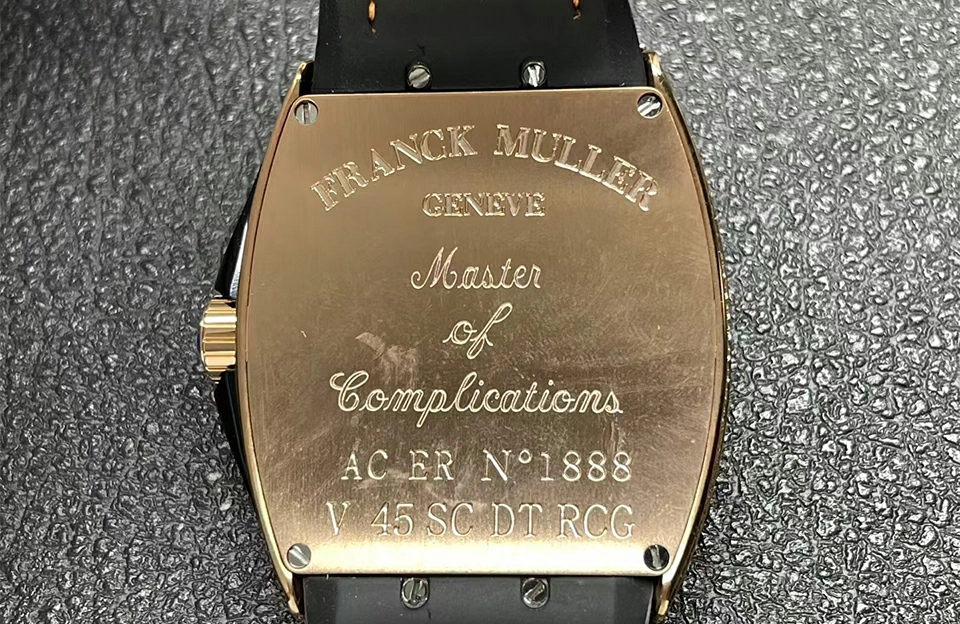 FRANCK MULLER
GENEVE
Master
of
Complications
AC ER N° 1888
V 45 SC DT RCG